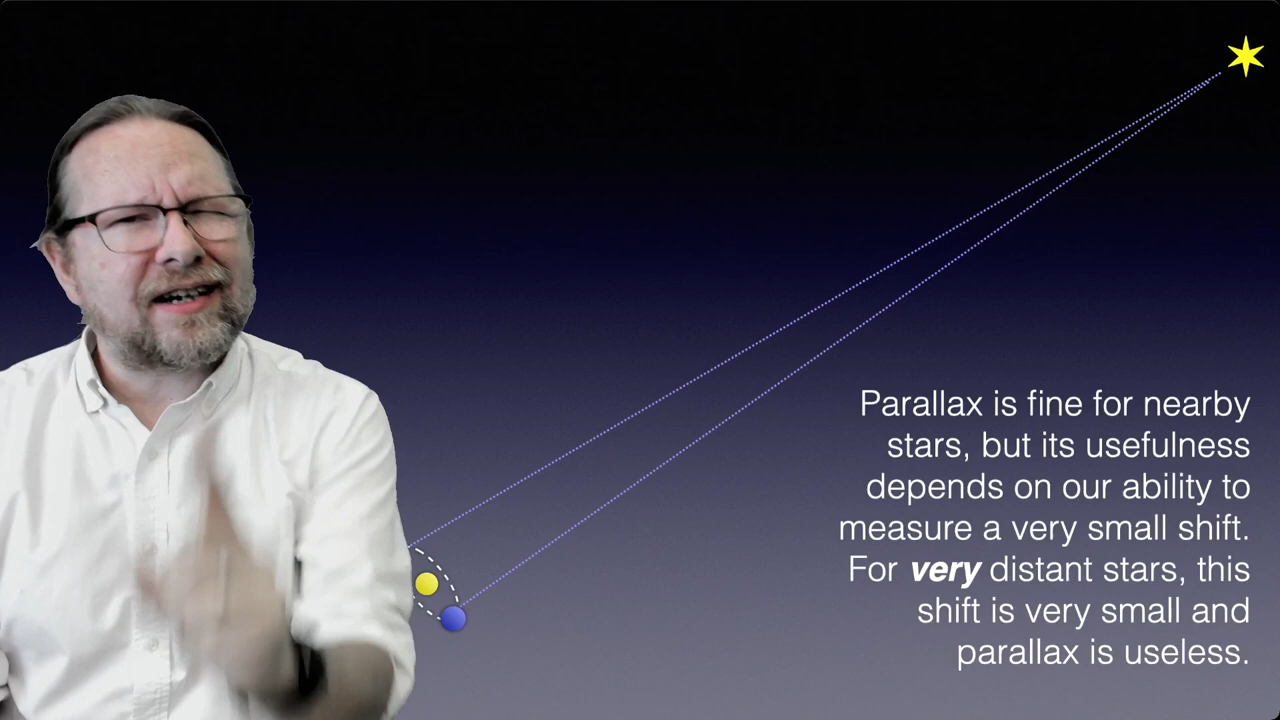 Parallax is fine for nearby
stars, but its usefulness
depends on our ability to
measure a very small shift.
For very distant stars, this
shift is very small and
parallax is useless.